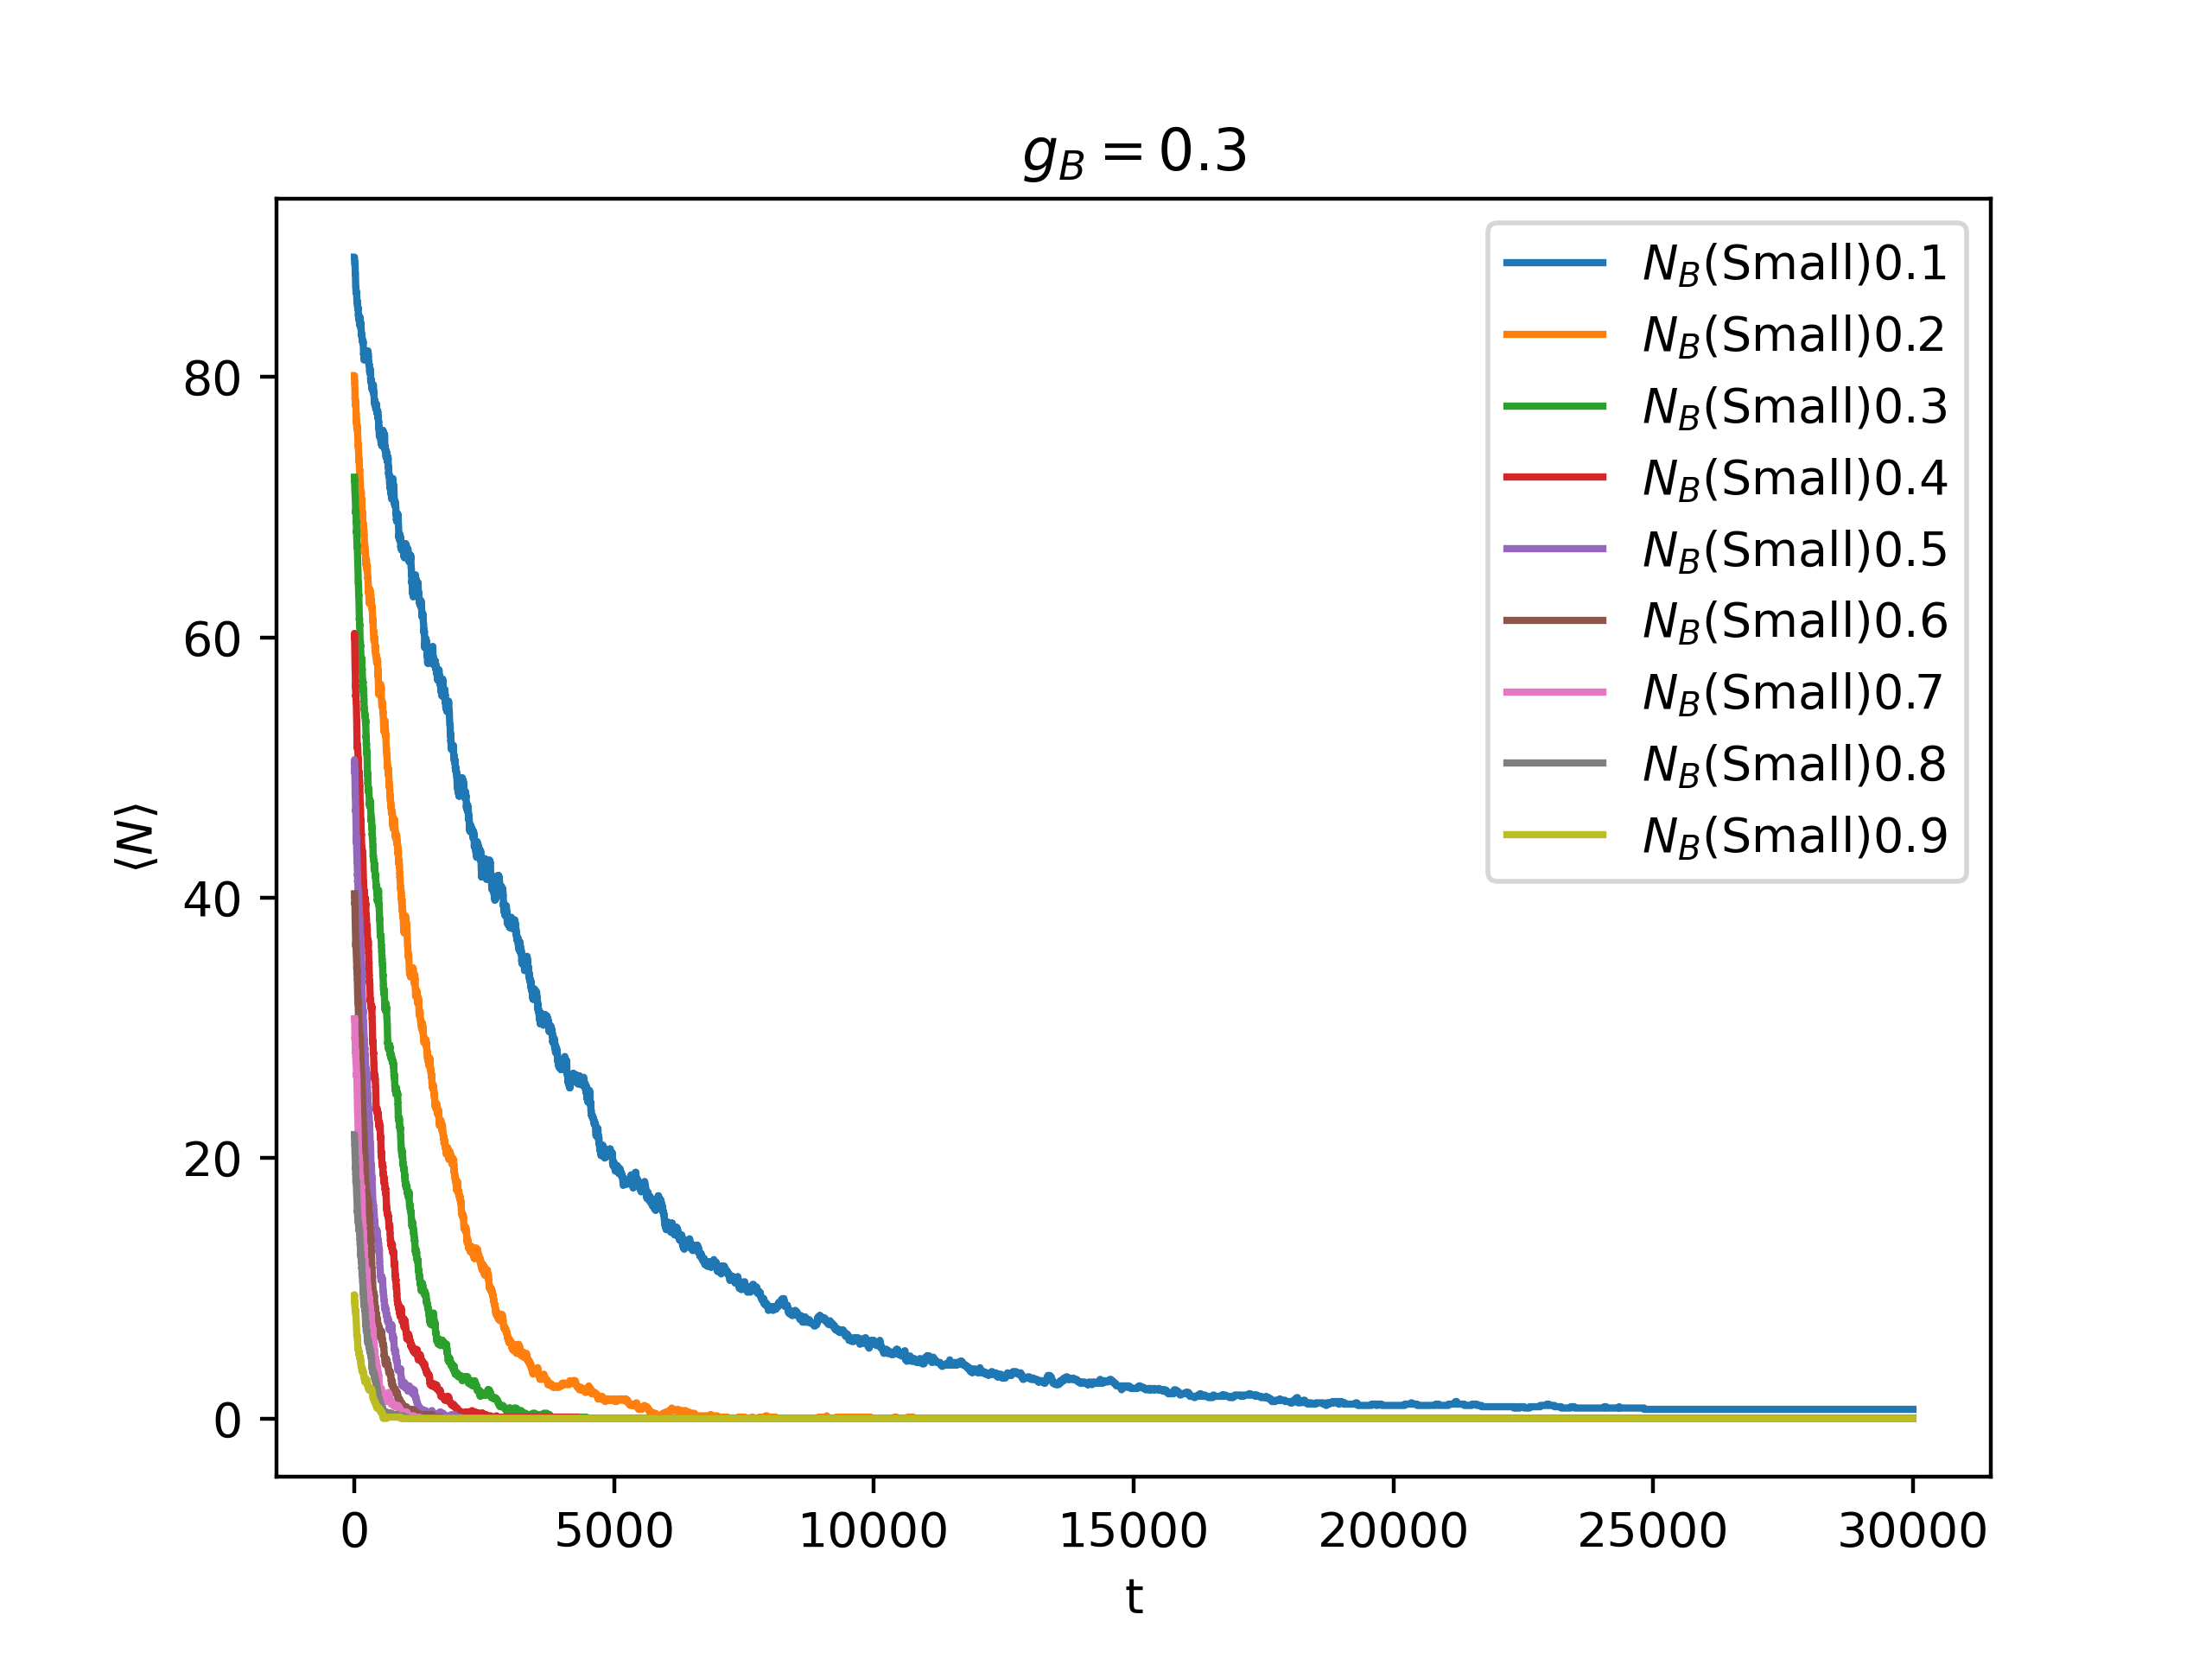 g_B = 0.3
N_B(Small)0.1
N_B(Small)0.2
N_B(Small)0.3
N_B(Small)0.4
N_B(Small)0.5
N_B(Small)0.6
N_B(Small)0.7
N_B(Small)0.8
N_B(Small)0.9
80
60
40
20
0
⟨N⟩
0 5000 10000 15000 20000 25000 30000
t